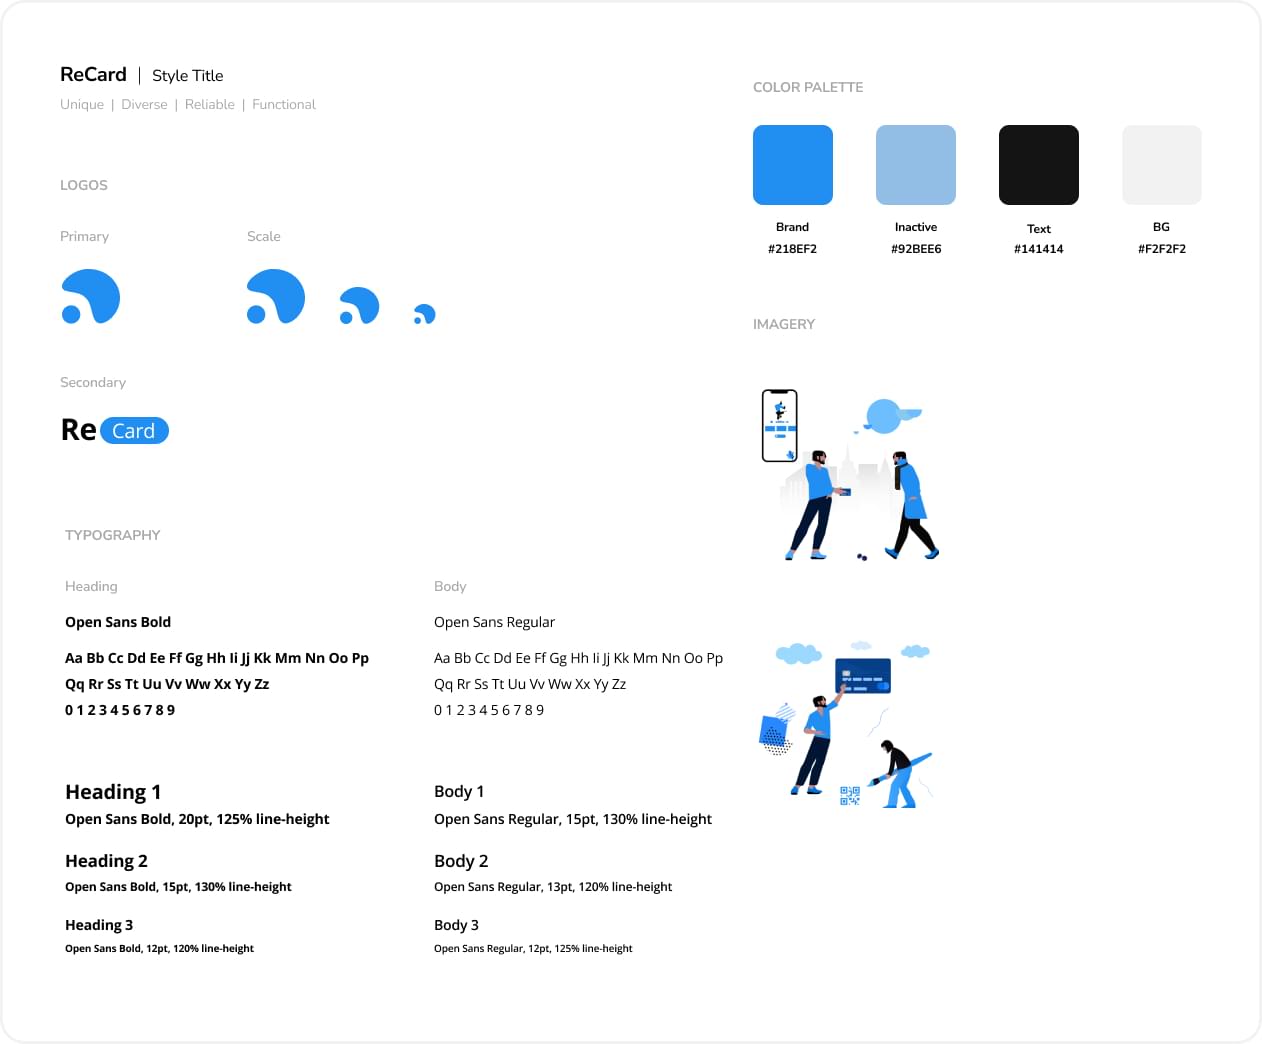 ReCard | Style Title
Unique | Diverse | Reliable | Functional
LOGOS
Primary
Scale
Secondary
Re Card
TYPOGRAPHY
Heading
Open Sans Bold
Aa Bb Cc Dd Ee Ff Gg Hh Ii Jj Kk Mm Nn Oo Pp
Qq Rr Ss Tt Uu Vv Ww Xx Yy Zz
0 1 2 3 4 5 6 7 8 9
Heading 1
Open Sans Bold, 20pt, 125% line-height
Heading 2
Open Sans Bold, 15pt, 130% line-height
Heading 3
Open Sans Bold, 12pt, 120% line-height
Body
Open Sans Regular
Aa Bb Cc Dd Ee Ff Gg Hh Ii Jj Kk Mm Nn Oo Pp
Qq Rr Ss Tt Uu Vv Ww Xx Yy Zz
0 1 2 3 4 5 6 7 8 9
Body 1
Open Sans Regular, 15pt, 130% line-height
Body 2
Open Sans Regular, 13pt, 120% line-height
Body 3
Open Sans Regular, 12pt, 125% line-height
COLOR PALETTE
Brand
#218EF2
Inactive
#92BEE6
Text
#141414
BG
#F2F2F2
IMAGERY